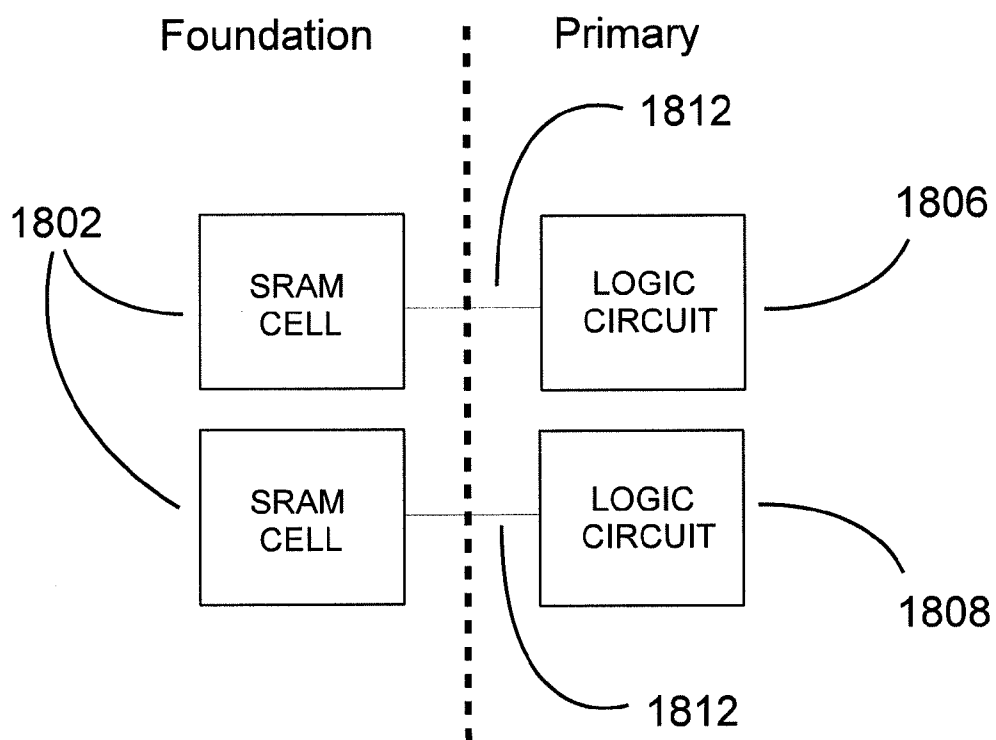 Foundation
Primary
1812
1802
1806
SRAM
CELL
LOGIC
CIRCUIT
SRAM
CELL
LOGIC
CIRCUIT
1808
1812